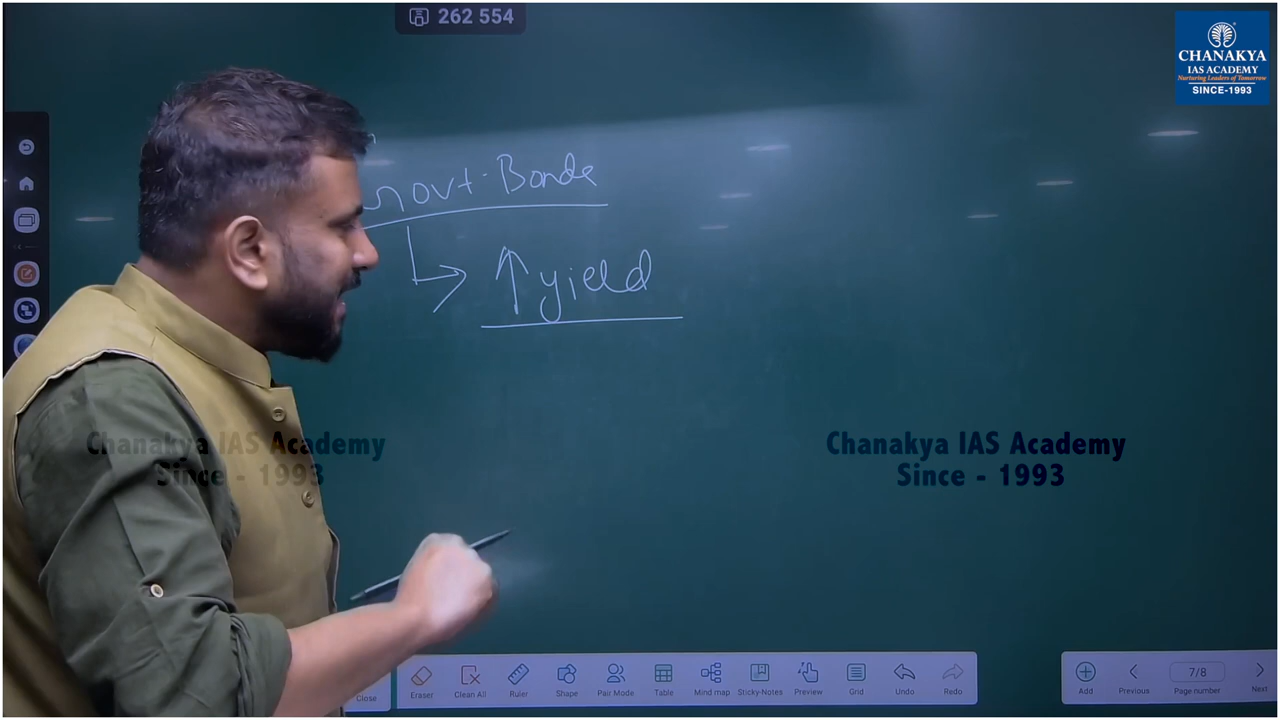 262 554
CHANAKYA
IAS ACADEMY
Nurturing Leaders of Tomorrow
SINCE-1993
Govt. Bonds
↑ yield
Chanakya IAS Academy
Since - 1993
Chanakya IAS Academy
Since - 1993
Close
Eraser
Clean All
Ruler
Shape
Pair Mode
Table
Mind map
Sticky-Notes
Preview
Grid
Undo
Redo
Add
Previous
7/8
Page number
Next